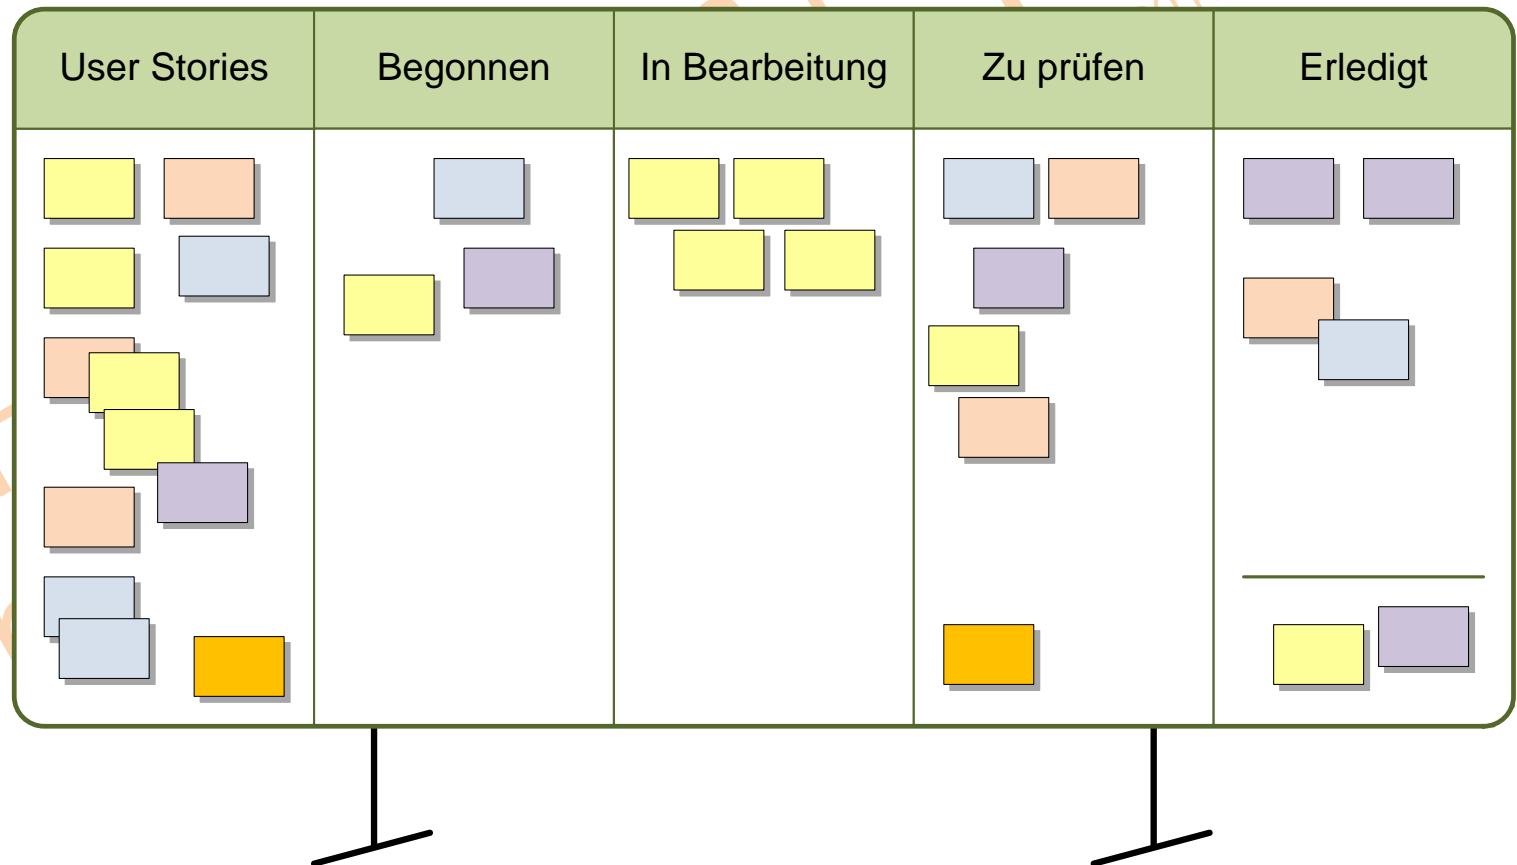 User Stories
Begonnen
In Bearbeitung
Zu prüfen
Erledigt